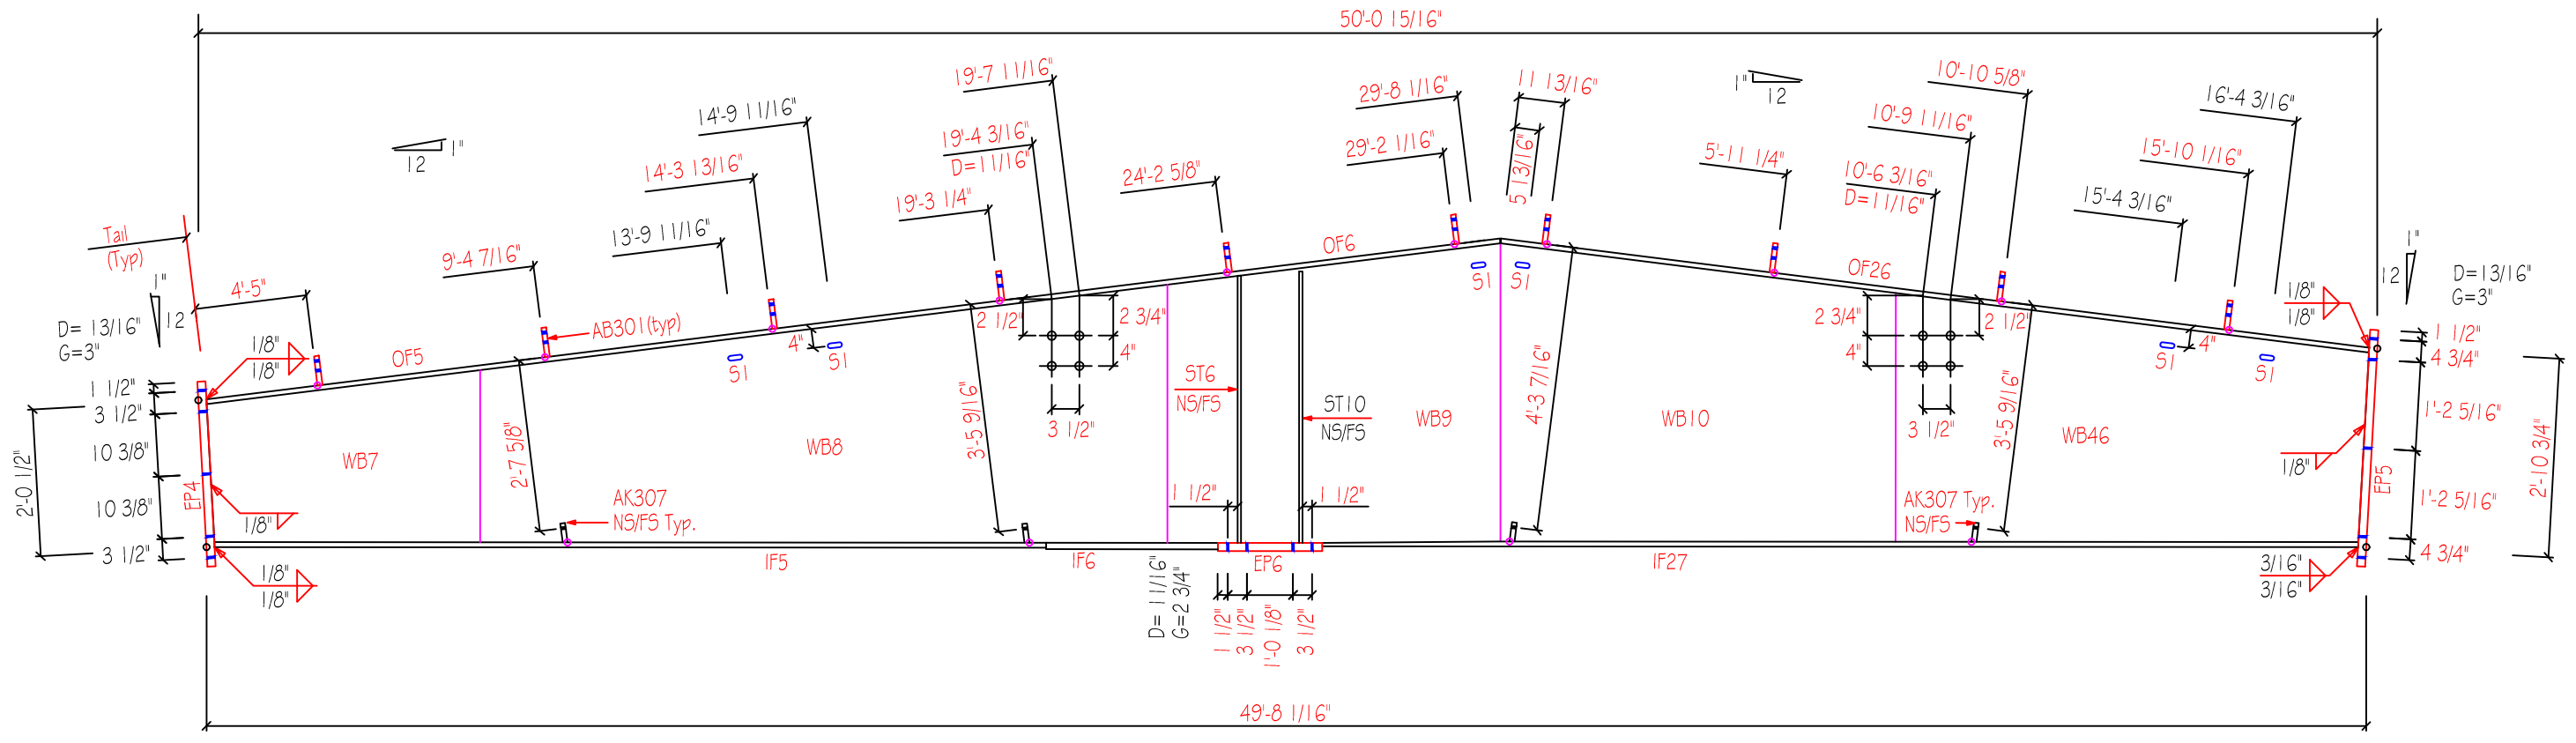 50'-0 15/16"
19'-7 11/16"
29'-8 1/16"
11 13/16"
1"
12
10'-10 5/8"
16'-4 3/16"
14'-9 11/16"
19'-4 3/16"
D=11/16"
29'-2 1/16"
5 13/16"
10'-9 11/16"
12
1"
14'-3 13/16"
24'-2 5/8"
5'-11 1/4"
10'-6 3/16"
D=11/16"
15'-10 1/16"
19'-3 1/4"
15'-4 3/16"
Tail
(Typ)
9'-4 7/16"
13'-9 11/16"
OF6
OF26
1"
12
D=13/16"
G=3"
4'-5"
1"
12
D= 13/16"
G=3"
AB301(typ)
S1
S1
1/8"
1/8"
1/8"
1/8"
OF5
4"
S1
S1
2 1/2"
2 3/4"
4"
2 3/4"
4"
2 1/2"
4"
S1
S1
1 1/2"
4 3/4"
1 1/2"
3 1/2"
10 3/8"
10 3/8"
3 1/2"
2'-0 1/2"
EP4
WB7
2'-7 5/8"
WB8
3'-5 9/16"
3 1/2"
ST6
NS/FS
ST10
NS/FS
WB9
4'-3 7/16"
WB10
3 1/2"
3'-5 9/16"
WB46
1'-2 5/16"
1'-2 5/16"
4 3/4"
2'-10 3/4"
EP5
1/8"
1/8"
AK307
NS/FS Typ.
1 1/2"
1 1/2"
AK307 Typ.
NS/FS
1/8"
1/8"
IF5
IF6
EP6
IF27
3/16"
3/16"
D= 11/16"
G=2 3/4"
1 1/2"
3 1/2"
1'-0 1/8"
3 1/2"
49'-8 1/16"